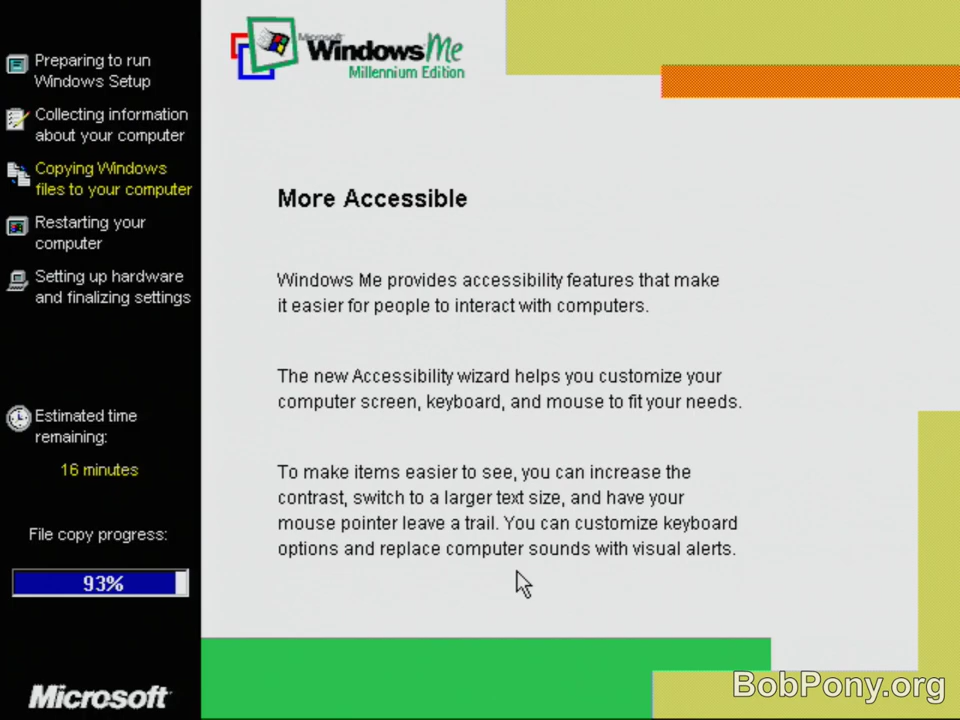 Preparing to run
Windows Setup
Collecting information
about your computer
Copying Windows
files to your computer
Restarting your
computer
Setting up hardware
and finalizing settings
Estimated time
remaining:
16 minutes
File copy progress:
93%
Microsoft
Microsoft
Windows Me
Millennium Edition
More Accessible
Windows Me provides accessibility features that make
it easier for people to interact with computers.
The new Accessibility wizard helps you customize your
computer screen, keyboard, and mouse to fit your needs.
To make items easier to see, you can increase the
contrast, switch to a larger text size, and have your
mouse pointer leave a trail. You can customize keyboard
options and replace computer sounds with visual alerts.
BobPony.org